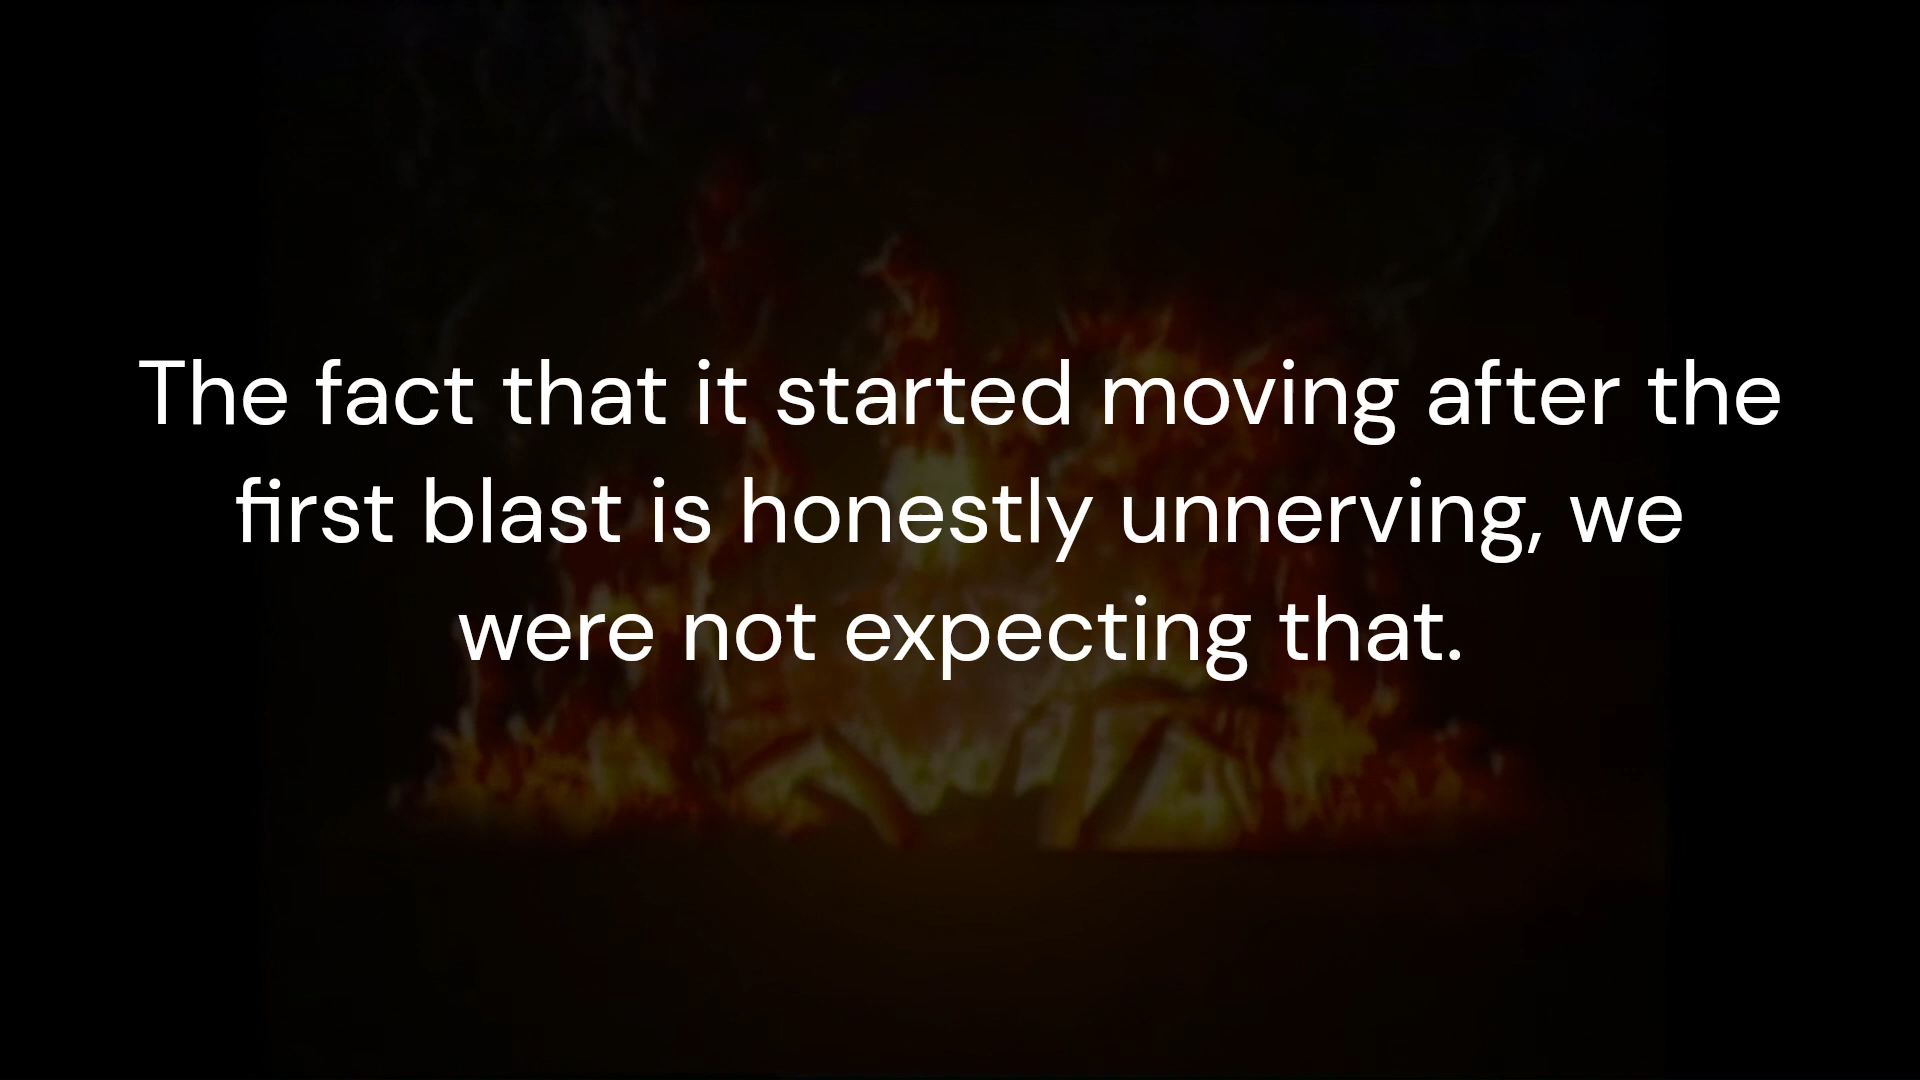 The fact that it started moving after the
first blast is honestly unnerving, we
were not expecting that.